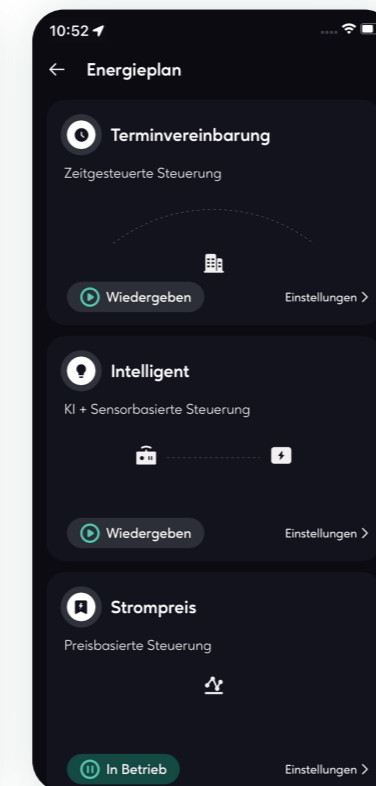 10:52
Energieplan
Terminvereinbarung
Zeitgesteuerte Steuerung
Wiedergeben
Einstellungen
Intelligent
KI + Sensorbasierte Steuerung
Wiedergeben
Einstellungen
Strompreis
Preisbasierte Steuerung
In Betrieb
Einstellungen